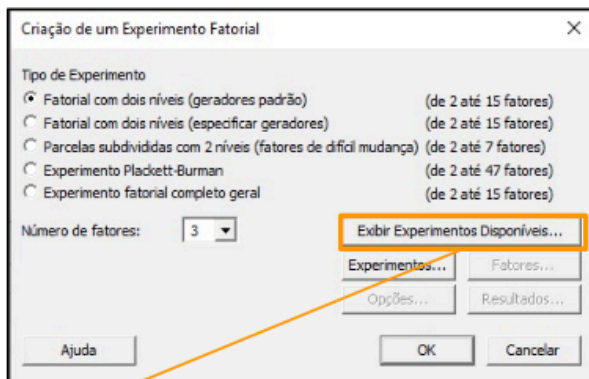 Criação de um Experimento Fatorial
Tipo de Experimento
Fatorial com dois níveis (geradores padrão) (de 2 até 15 fatores)
Fatorial com dois níveis (especificar geradores) (de 2 até 15 fatores)
Parcelas subdivididas com 2 níveis (fatores de difícil mudança) (de 2 até 7 fatores)
Experimento Plackett-Burman (de 2 até 47 fatores)
Experimento fatorial completo geral (de 2 até 15 fatores)
Número de fatores: 3 Exibir Experimentos Disponíveis...
Experimentos... Fatores...
Opções... Resultados...
Ajuda OK Cancelar